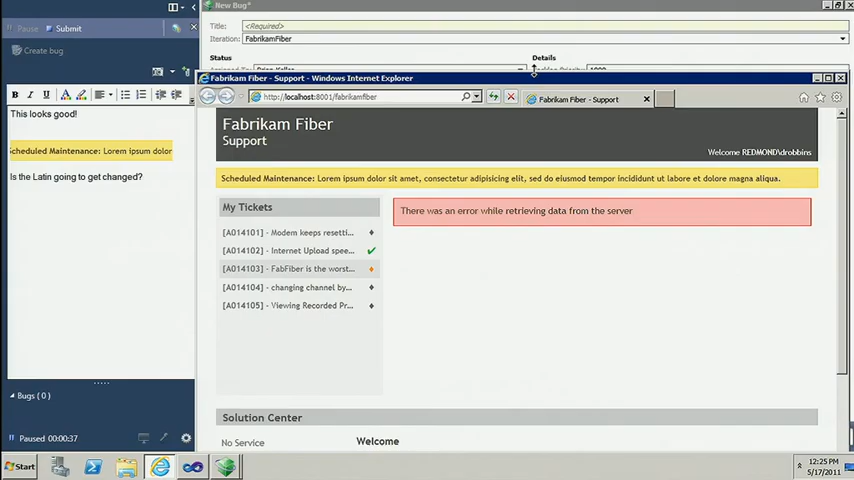 New Bug*
Pause
Submit
Title: <Required>
Create bug
Iteration: FabrikamFiber
Status
Details
1000
Fabrikam Fiber - Support - Windows Internet Explorer
B I U A
http://localhost:8001/fabrikamfiber
Fabrikam Fiber - Support
This looks good!
Scheduled Maintenance: Lorem ipsum dolor
Is the Latin going to get changed?
Fabrikam Fiber
Support
Welcome REDMOND\drobbins
Scheduled Maintenance: Lorem ipsum dolor sit amet, consectetur adipisicing elit, sed do eiusmod tempor incididunt ut labore et dolore magna aliqua.
My Tickets
There was an error while retrieving data from the server
[A014101] - Modem keeps resetti...
[A014102] - Internet Upload spee...
[A014103] - FabFiber is the worst...
[A014104] - changing channel by...
[A014105] - Viewing Recorded Pr...
Bugs ( 0 )
Solution Center
Paused 00:00:37
No Service
Welcome
Start
12:25 PM
5/17/2011